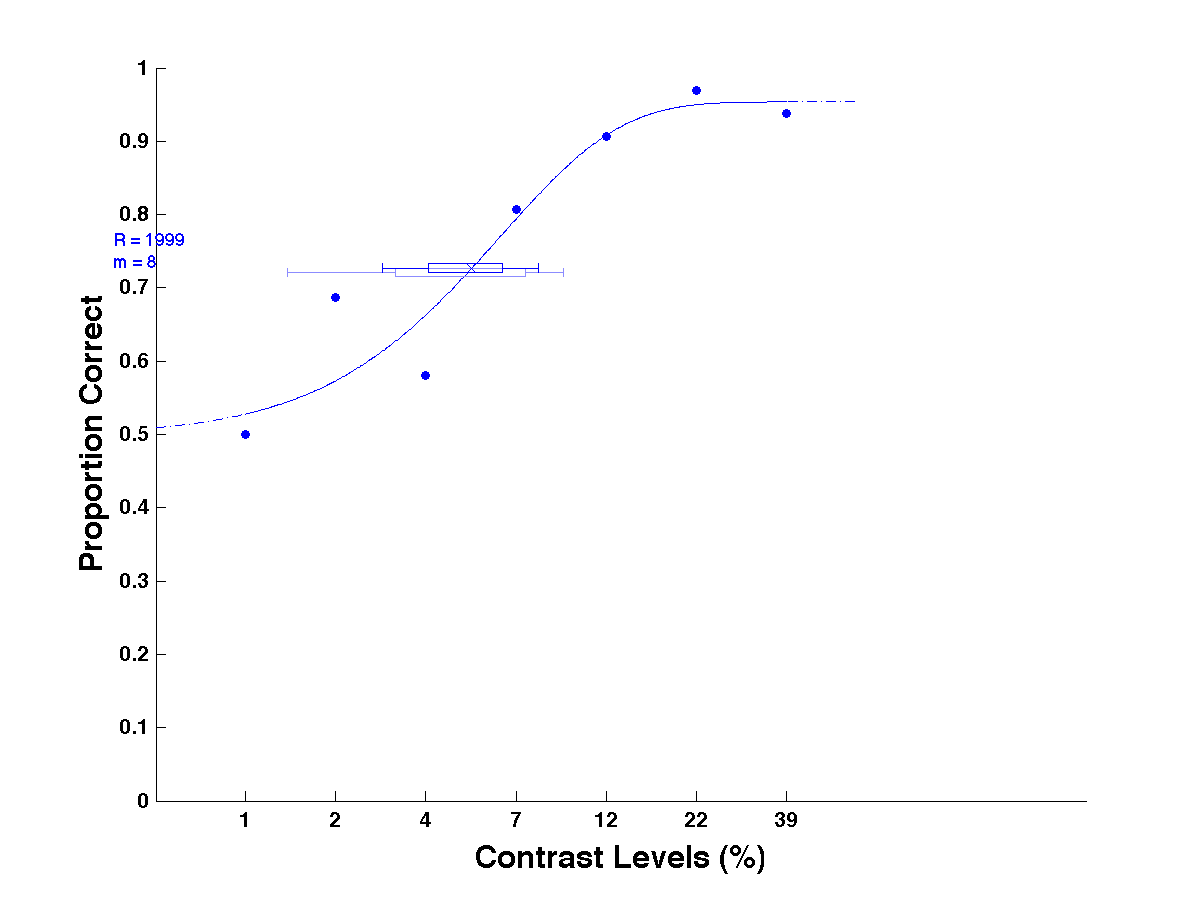 1
0.9
0.8
R = 1999
m = 8
0.7
0.6
0.5
0.4
0.3
0.2
0.1
0
Proportion Correct
1 2 4 7 12 22 39
Contrast Levels (%)